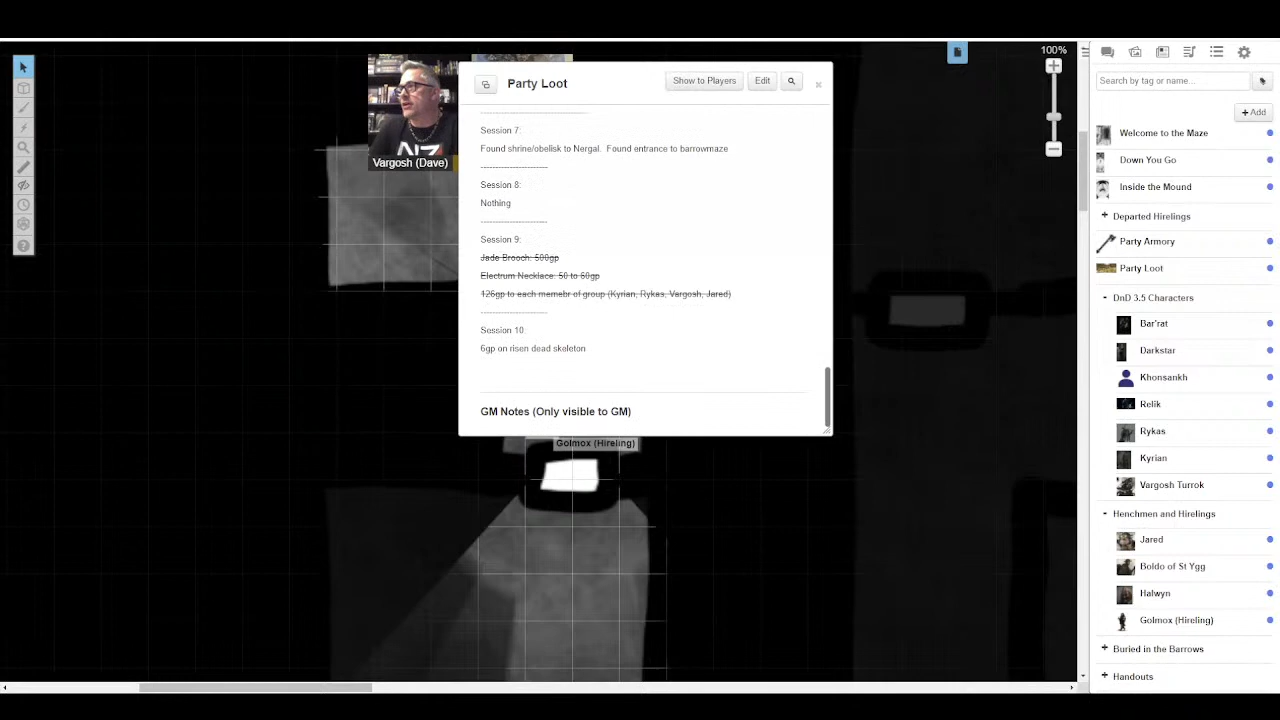 100%
Party Loot
Show to Players
Edit
Search by tag or name...
+ Add
Vargosh (Dave)
Session 7:
Found shrine/obelisk to Nergal. Found entrance to barrowmaze
-----------------------
Session 8:
Nothing
-----------------------
Session 9:
Jade Brooch: 500gp
Electrum Necklace: 50 to 60gp
126gp to each memebr of group (Kyrian, Rykas, Vargosh, Jared)
-----------------------
Session 10:
6gp on risen dead skeleton
GM Notes (Only visible to GM)
Golmox (Hireling)
Welcome to the Maze
Down You Go
Inside the Mound
Departed Hirelings
Party Armory
Party Loot
DnD 3.5 Characters
Bar'rat
Darkstar
Khonsankh
Relik
Rykas
Kyrian
Vargosh Turrok
Henchmen and Hirelings
Jared
Boldo of St Ygg
Halwyn
Golmox (Hireling)
Buried in the Barrows
Handouts